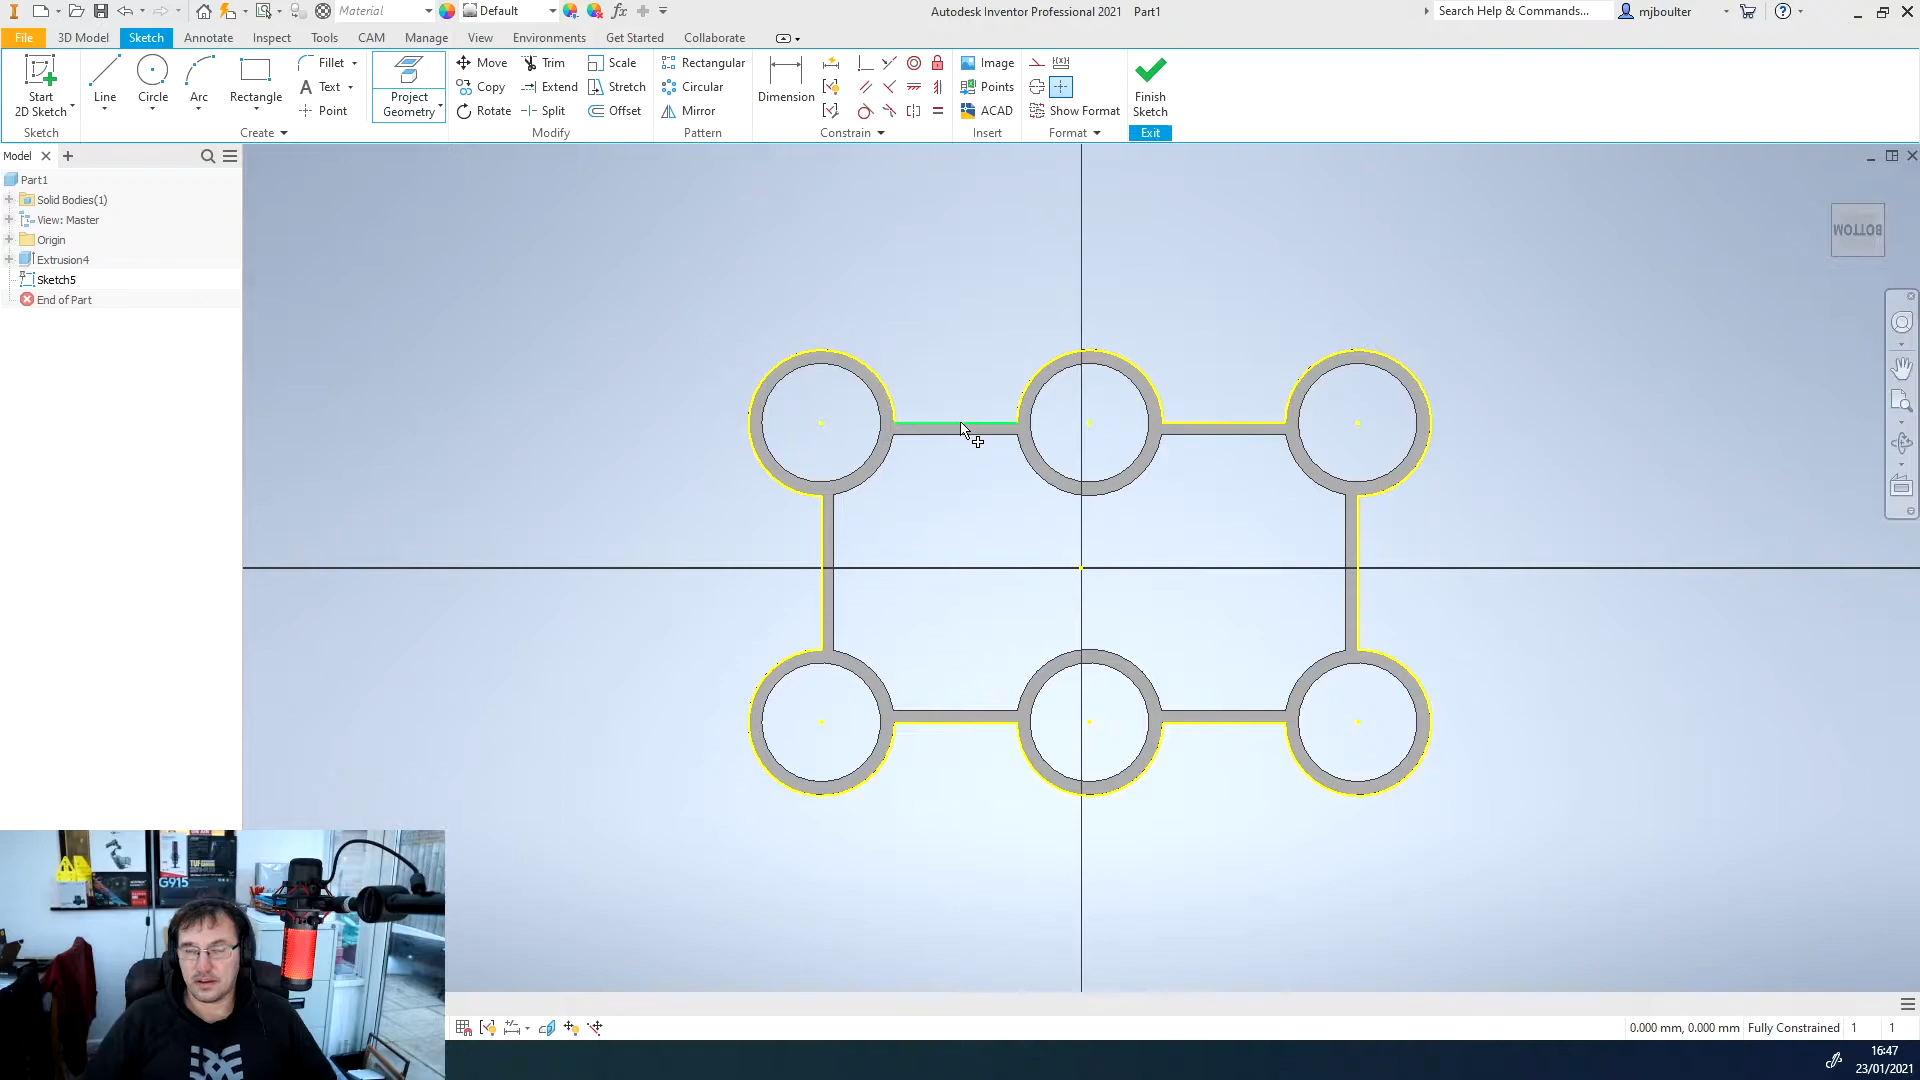 Material
Default
Autodesk Inventor Professional 2021 Part1
Search Help & Commands...
mjboulter
File
3D Model
Sketch
Annotate
Inspect
Tools
CAM
Manage
View
Environments
Get Started
Collaborate
Start
2D Sketch
Line
Circle
Arc
Rectangle
Fillet
Text
Point
Project
Geometry
Move
Copy
Rotate
Trim
Extend
Split
Scale
Stretch
Offset
Rectangular
Circular
Mirror
Dimension
Image
Points
ACAD
Show Format
Finish
Sketch
Sketch
Create
Modify
Pattern
Constrain
Insert
Format
Exit
Model
Part1
Solid Bodies(1)
View: Master
Origin
Extrusion4
Sketch5
End of Part
BOTTOM
G915
0.000 mm, 0.000 mm
Fully Constrained
1
1
16:47
23/01/2021